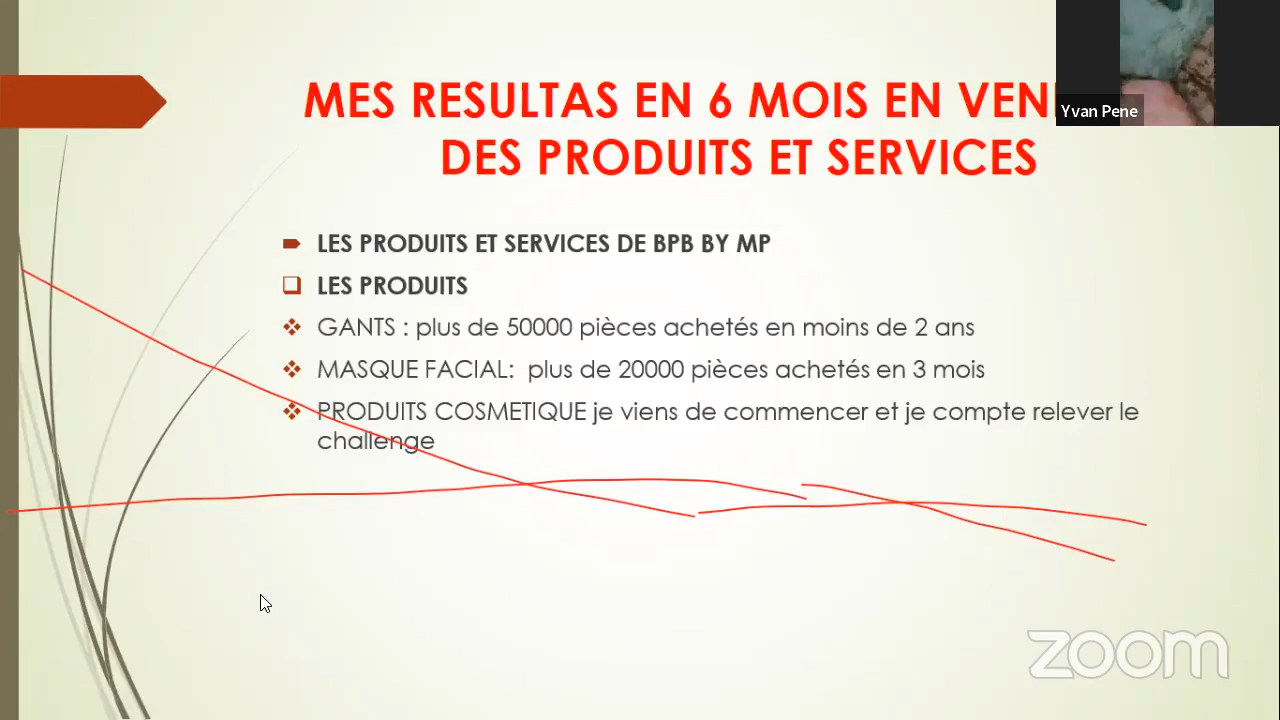 MES RESULTAS EN 6 MOIS EN VEN
DES PRODUITS ET SERVICES
Yvan Pene
LES PRODUITS ET SERVICES DE BPB BY MP
LES PRODUITS
GANTS : plus de 50000 pièces achetés en moins de 2 ans
MASQUE FACIAL: plus de 20000 pièces achetés en 3 mois
PRODUITS COSMETIQUE je viens de commencer et je compte relever le
challenge
zoom